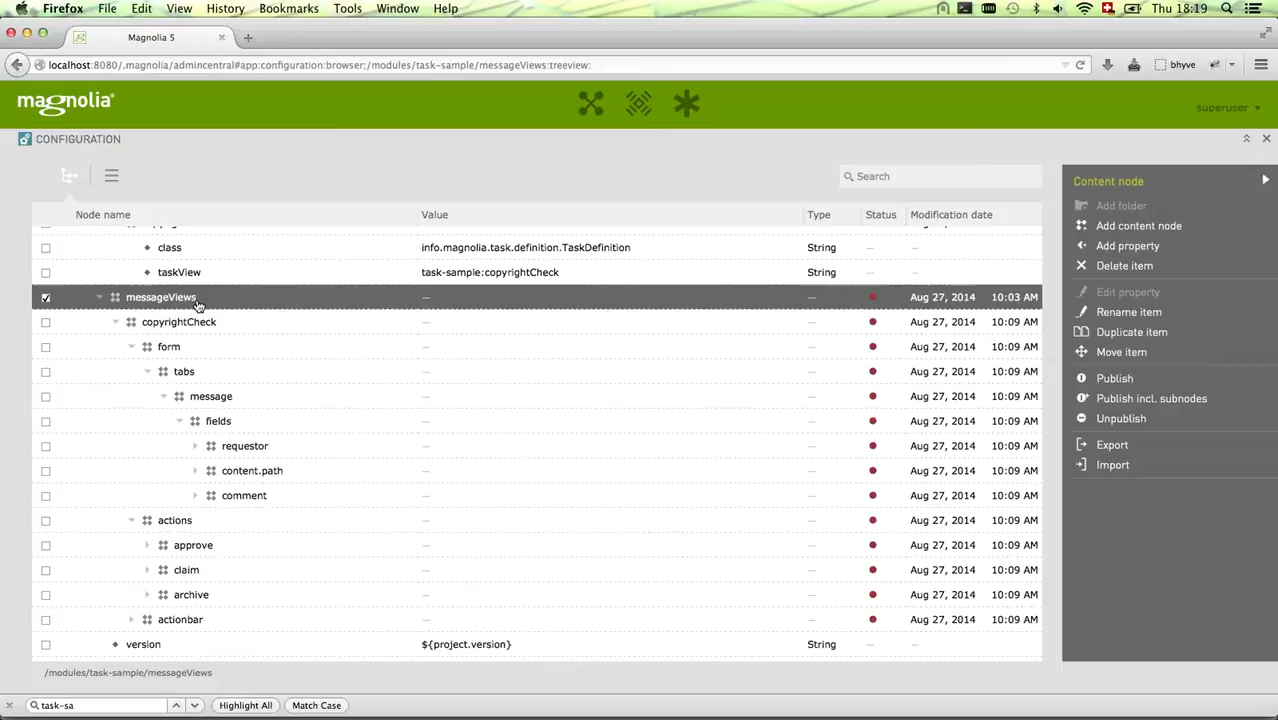 Firefox File Edit View History Bookmarks Tools Window Help Thu 18:19
Magnolia 5
localhost:8080/.magnolia/admincentral#app:configuration:browser;/modules/task-sample/messageViews:treeview: bhyve
magnolia® superuser
CONFIGURATION
Search
Node name Value Type Status Modification date
class info.magnolia.task.definition.TaskDefinition String — —
taskView task-sample:copyrightCheck String — —
messageViews — — Aug 27, 2014 10:03 AM
copyrightCheck — — Aug 27, 2014 10:09 AM
form — — Aug 27, 2014 10:09 AM
tabs — — Aug 27, 2014 10:09 AM
message — — Aug 27, 2014 10:09 AM
fields — — Aug 27, 2014 10:09 AM
requestor — — Aug 27, 2014 10:09 AM
content.path — — Aug 27, 2014 10:09 AM
comment — — Aug 27, 2014 10:09 AM
actions — — Aug 27, 2014 10:09 AM
approve — — Aug 27, 2014 10:09 AM
claim — — Aug 27, 2014 10:09 AM
archive — — Aug 27, 2014 10:09 AM
actionbar — — Aug 27, 2014 10:09 AM
version ${project.version} String — —
/modules/task-sample/messageViews
Content node
Add folder
Add content node
Add property
Delete item
Edit property
Rename item
Duplicate item
Move item
Publish
Publish incl. subnodes
Unpublish
Export
Import
task-sa Highlight All Match Case